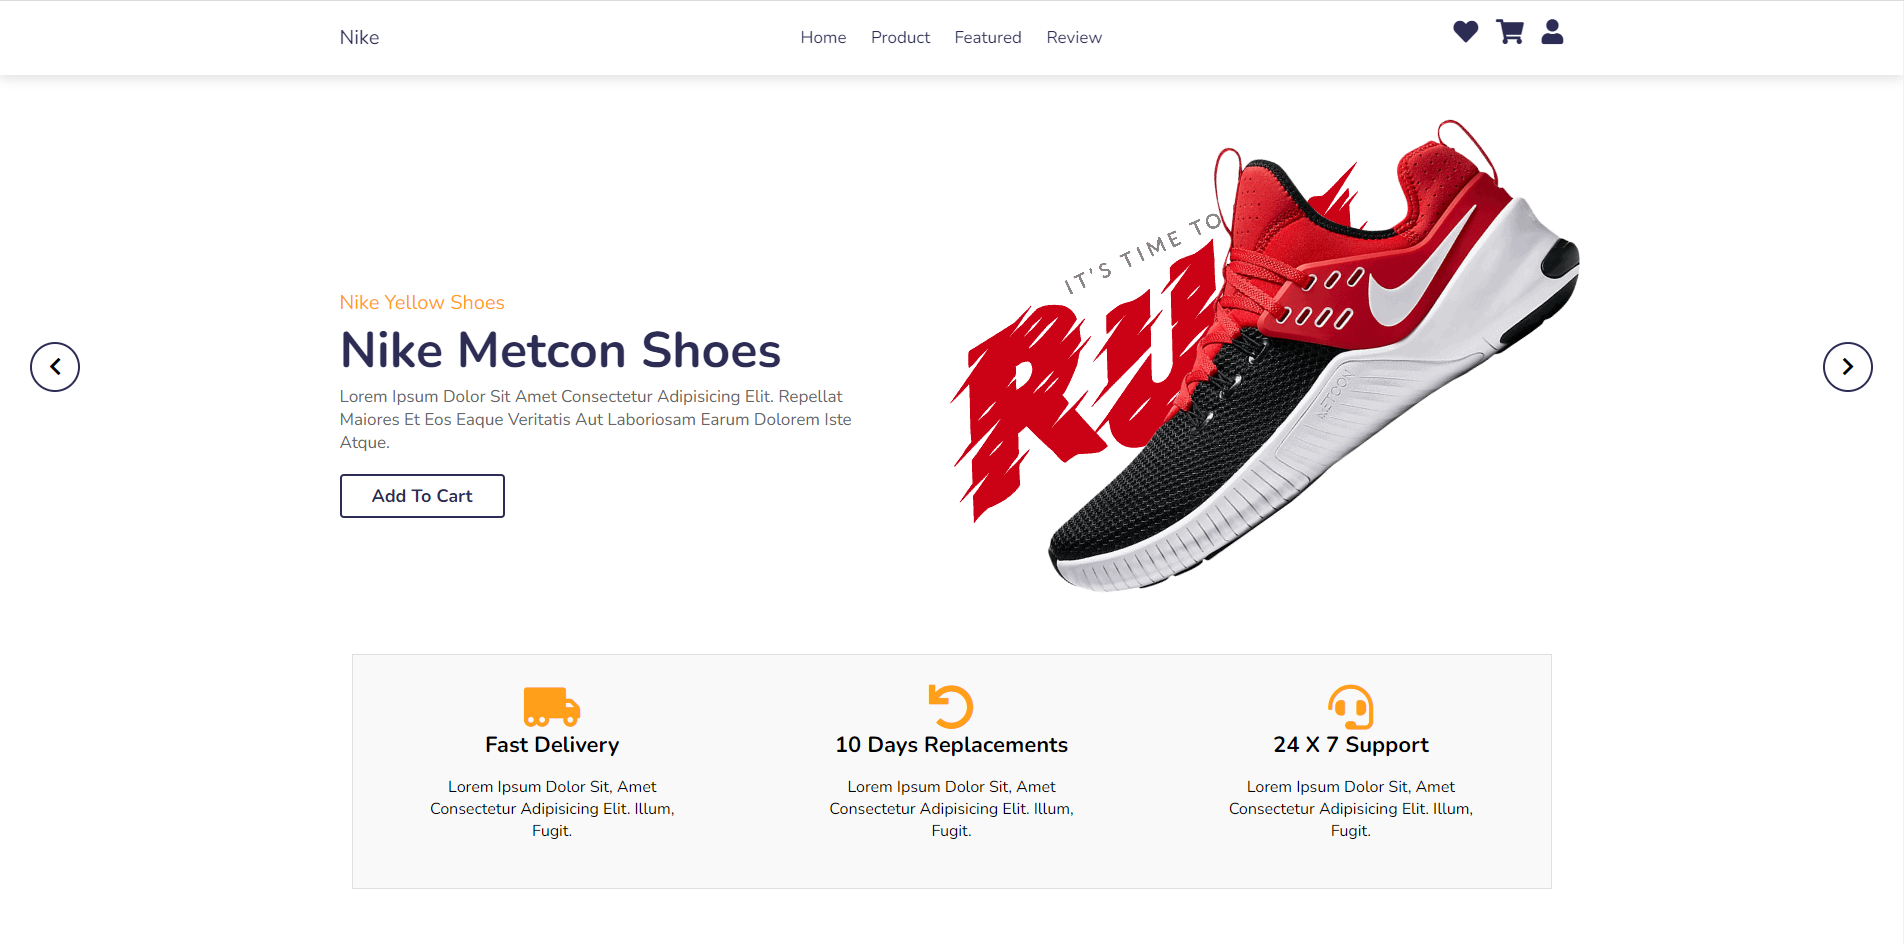 Nike
Home Product Featured Review
IT'S TIME TO
Run
METCON
Nike Yellow Shoes
Nike Metcon Shoes
Lorem Ipsum Dolor Sit Amet Consectetur Adipisicing Elit. Repellat
Maiores Et Eos Eaque Veritatis Aut Laboriosam Earum Dolorem Iste
Atque.
Add To Cart
Fast Delivery
Lorem Ipsum Dolor Sit, Amet
Consectetur Adipisicing Elit. Illum,
Fugit.
10 Days Replacements
Lorem Ipsum Dolor Sit, Amet
Consectetur Adipisicing Elit. Illum,
Fugit.
24 X 7 Support
Lorem Ipsum Dolor Sit, Amet
Consectetur Adipisicing Elit. Illum,
Fugit.